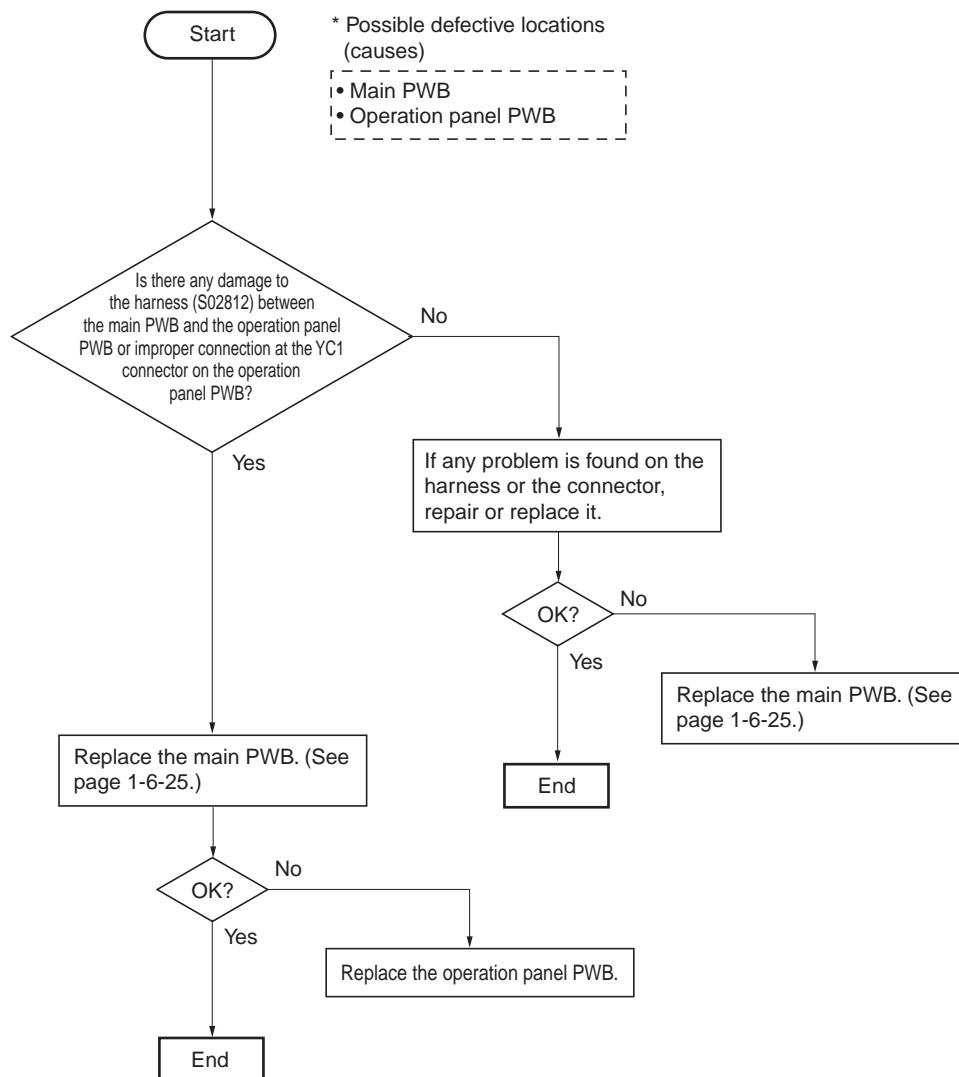 Start
* Possible defective locations
(causes)
• Main PWB
• Operation panel PWB
Is there any damage to
the harness (S02812) between
the main PWB and the operation panel
PWB or improper connection at the YC1
connector on the operation
panel PWB?
No
Yes
If any problem is found on the
harness or the connector,
repair or replace it.
OK?
No
Yes
Replace the main PWB. (See
page 1-6-25.)
End
Replace the main PWB. (See
page 1-6-25.)
OK?
No
Yes
Replace the operation panel PWB.
End